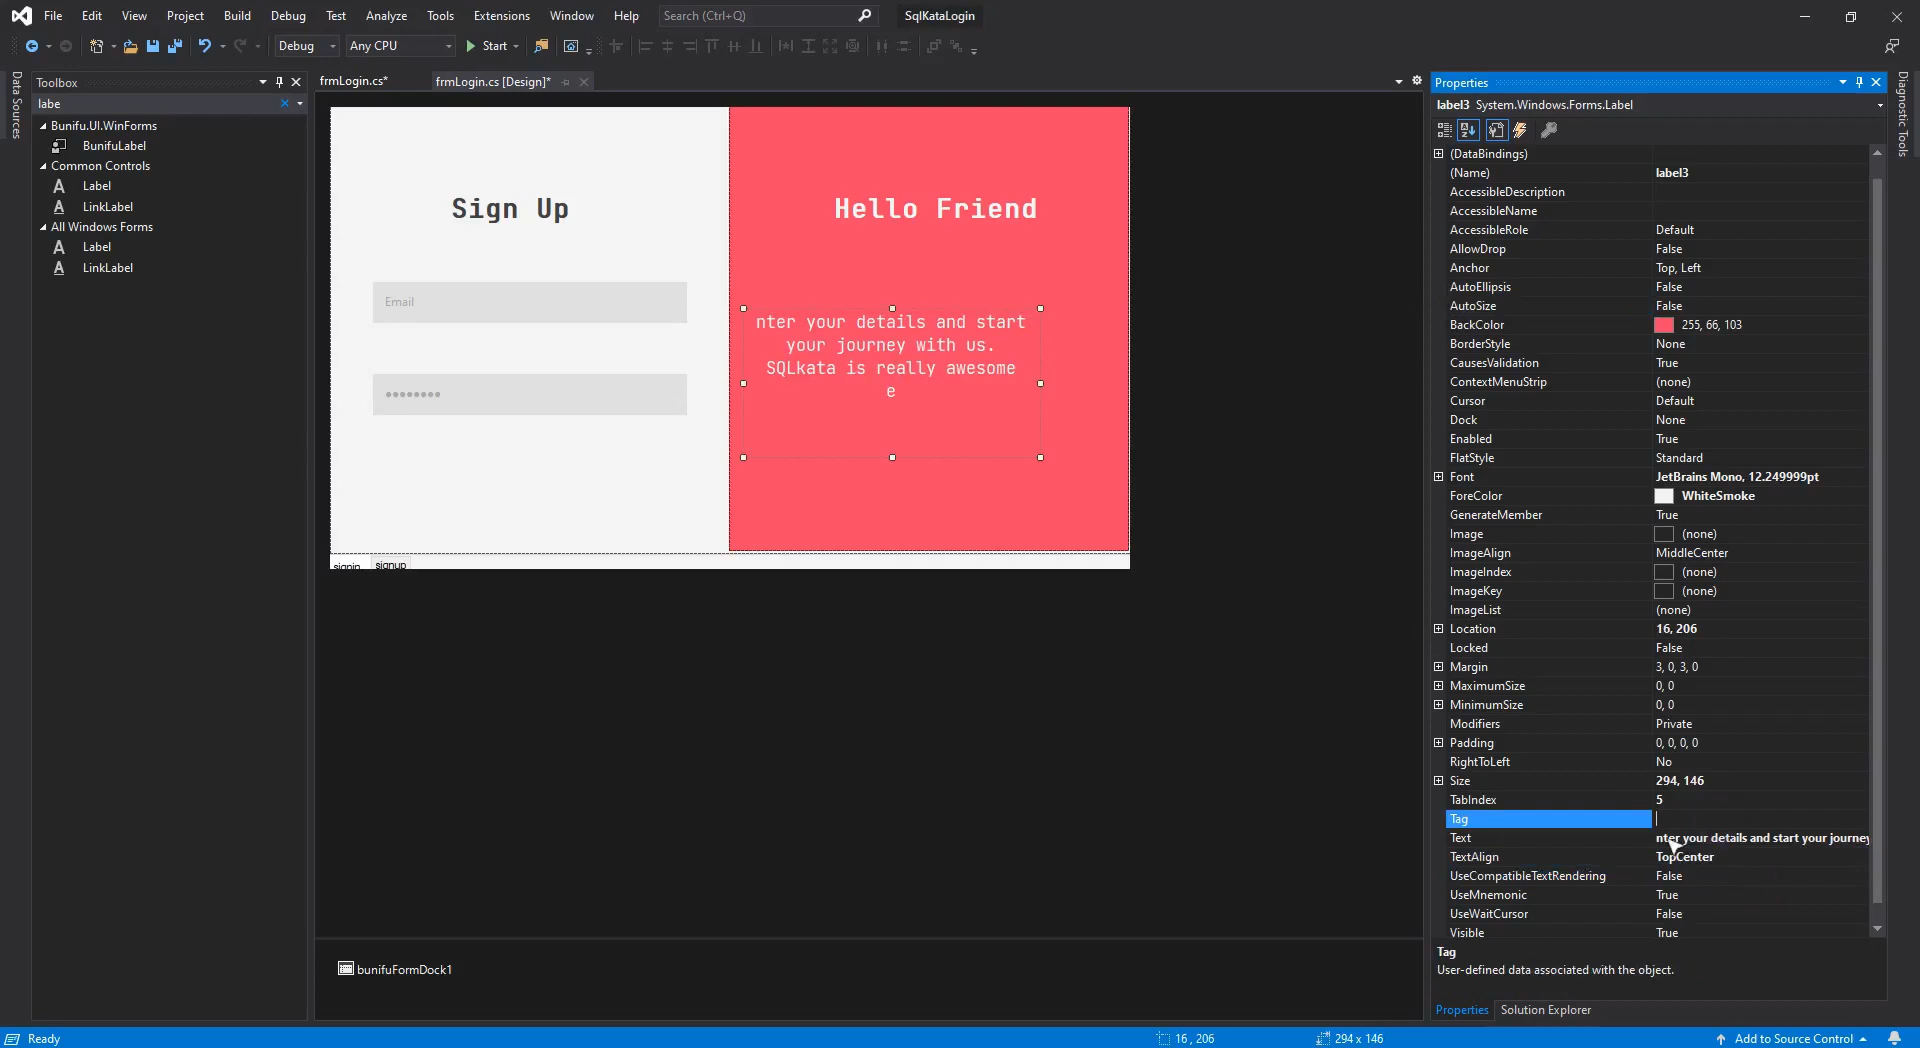 File Edit View Project Build Debug Test Analyze Tools Extensions Window Help Search (Ctrl+Q) SqlKataLogin
Debug Any CPU Start
Data Sources
Toolbox
labe
Bunifu.UI.WinForms
BunifuLabel
Common Controls
A Label
A LinkLabel
All Windows Forms
A Label
A LinkLabel
frmLogin.cs* frmLogin.cs [Design]*
Sign Up
Email
Hello Friend
nter your details and start
your journey with us.
SQLkata is really awesome
e
signin signup
bunifuFormDock1
Properties
label3 System.Windows.Forms.Label
(DataBindings)
(Name) label3
AccessibleDescription
AccessibleName
AccessibleRole Default
AllowDrop False
Anchor Top, Left
AutoEllipsis False
AutoSize False
BackColor 255, 66, 103
BorderStyle None
CausesValidation True
ContextMenuStrip (none)
Cursor Default
Dock None
Enabled True
FlatStyle Standard
Font JetBrains Mono, 12.249999pt
ForeColor WhiteSmoke
GenerateMember True
Image (none)
ImageAlign MiddleCenter
ImageIndex (none)
ImageKey (none)
ImageList (none)
Location 16, 206
Locked False
Margin 3, 0, 3, 0
MaximumSize 0, 0
MinimumSize 0, 0
Modifiers Private
Padding 0, 0, 0, 0
RightToLeft No
Size 294, 146
TabIndex 5
Tag
Text nter your details and start your journey
TextAlign TopCenter
UseCompatibleTextRendering False
UseMnemonic True
UseWaitCursor False
Visible True
Tag
User-defined data associated with the object.
Properties Solution Explorer
Diagnostic Tools
Ready 16 , 206 294 x 146 Add to Source Control